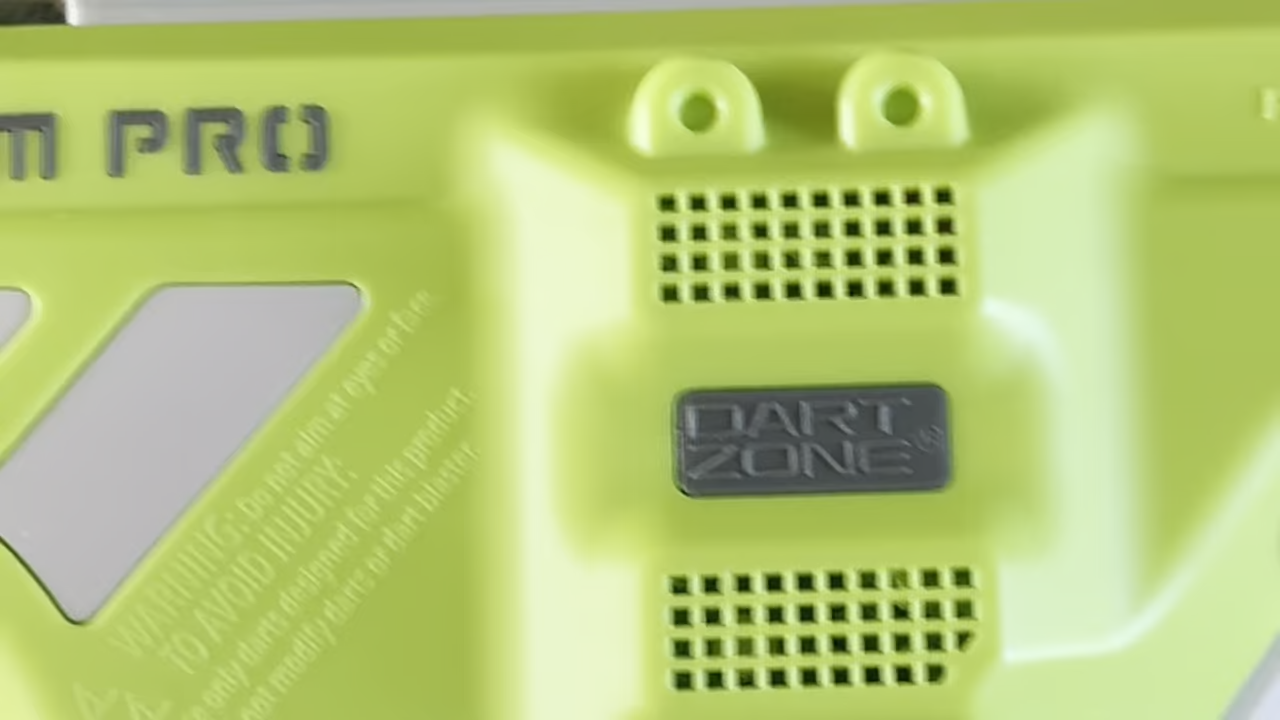 M PRO
DART
ZONE®
WARNING: Do not aim at eyes or face.
TO AVOID INJURY:
only darts designed for this product.
not modify darts or dart blaster.